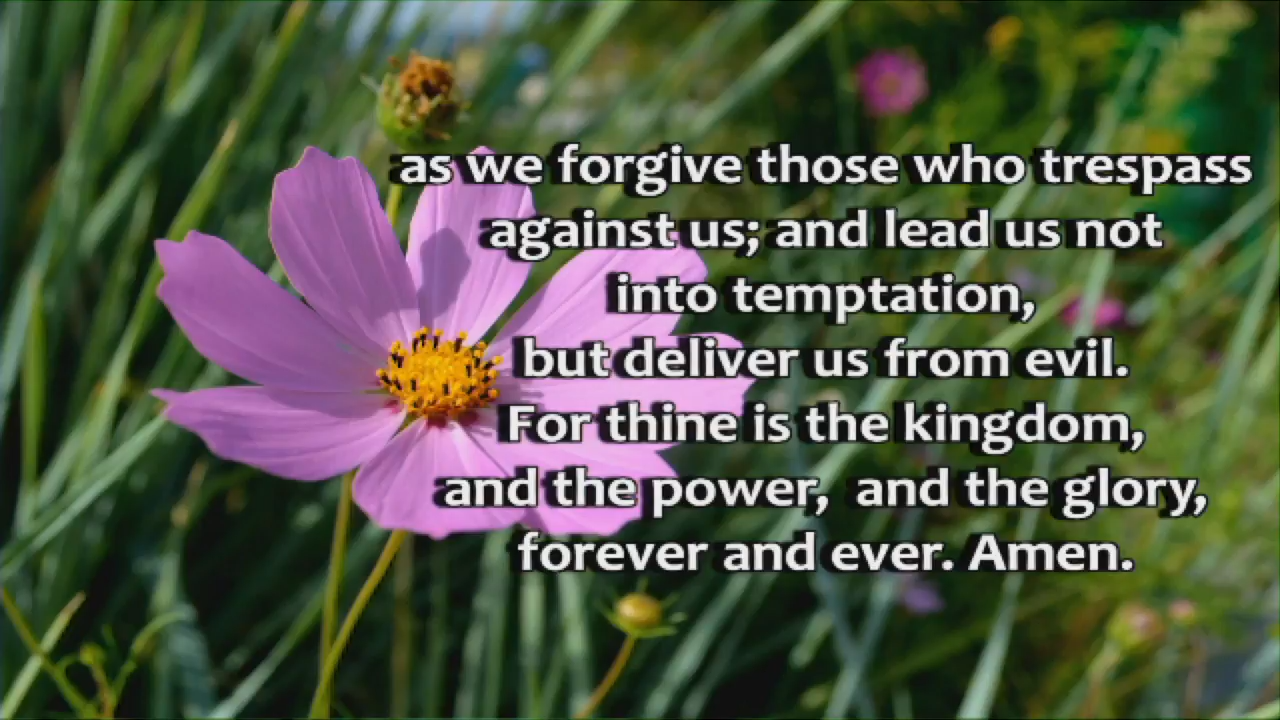 as we forgive those who trespass
against us; and lead us not
into temptation,
but deliver us from evil.
For thine is the kingdom,
and the power, and the glory,
forever and ever. Amen.